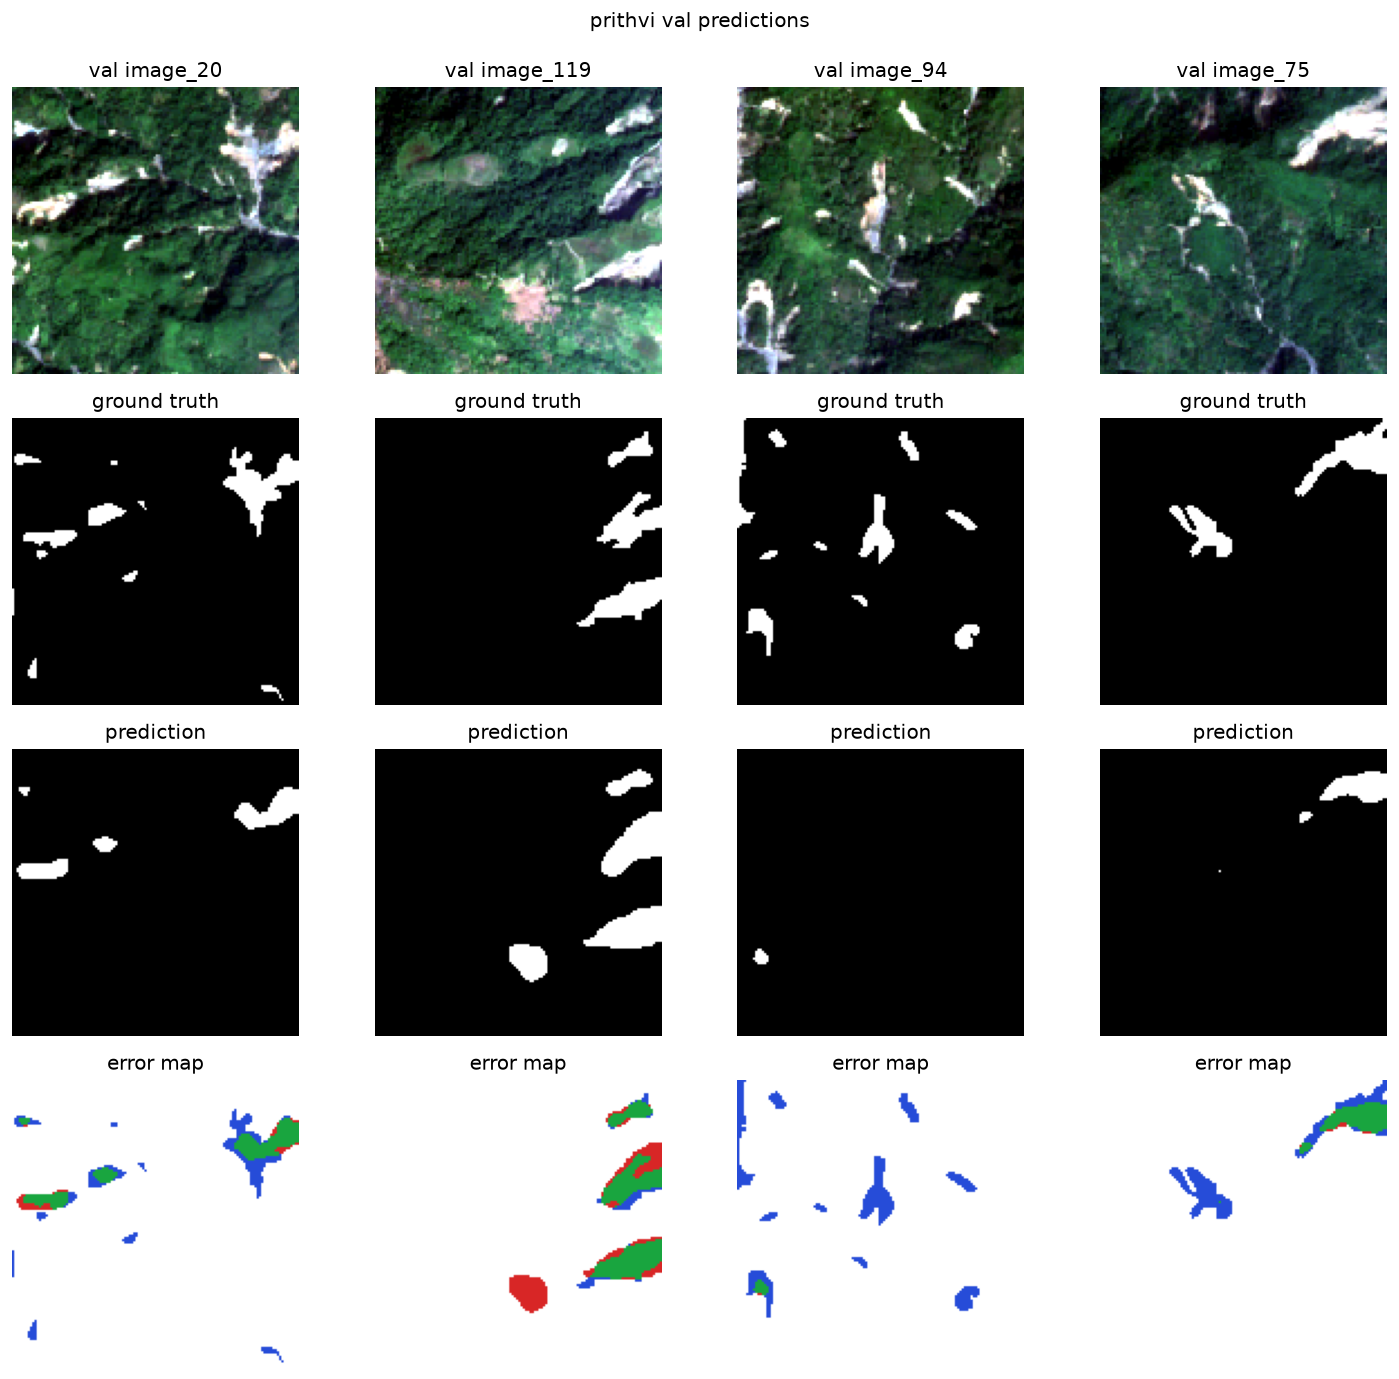 prithvi val predictions
val image_20
val image_119
val image_94
val image_75
ground truth
ground truth
ground truth
ground truth
prediction
prediction
prediction
prediction
error map
error map
error map
error map